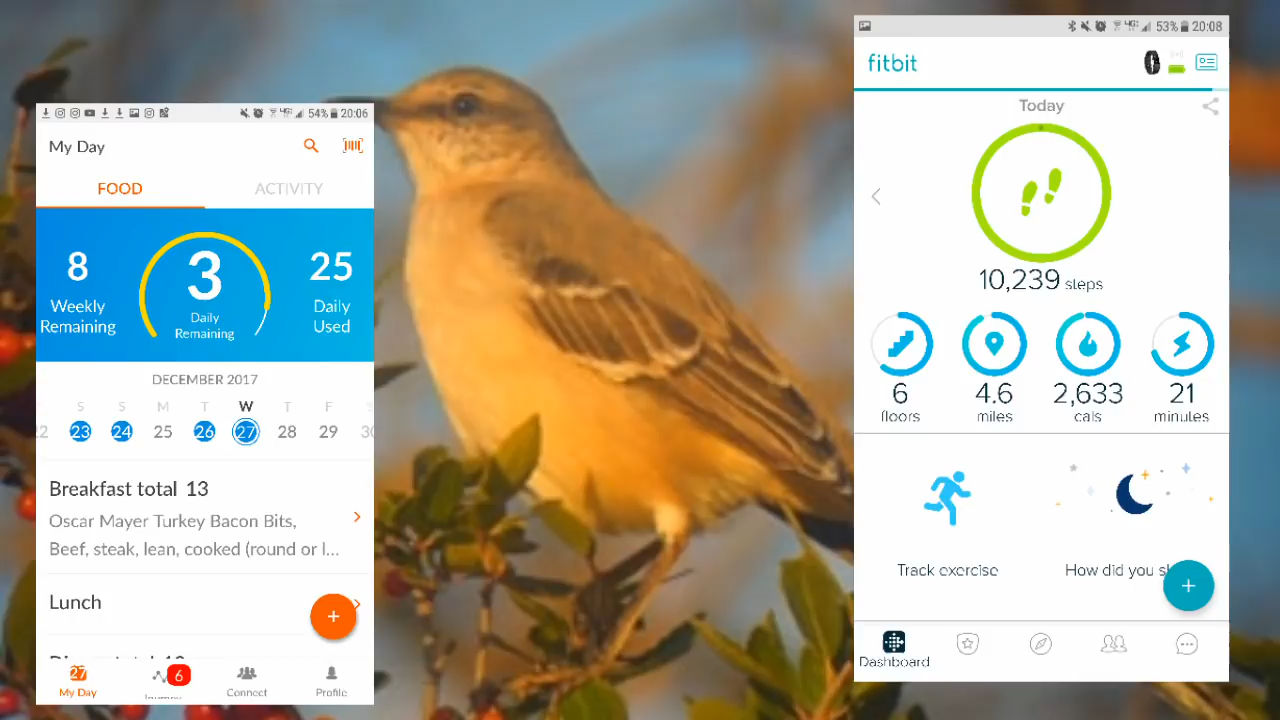 54% 20:06
My Day
FOOD ACTIVITY
8
Weekly
Remaining
3
Daily
Remaining
25
Daily
Used
DECEMBER 2017
S S M T W T F
23 24 25 26 27 28 29
Breakfast total 13
Oscar Mayer Turkey Bacon Bits,
Beef, steak, lean, cooked (round or l...
Lunch
27 6
My Day Connect Profile
4G 53% 20:08
fitbit
Today
10,239 steps
6 4.6 2,633 21
floors miles cals minutes
Track exercise How did you sl
Dashboard